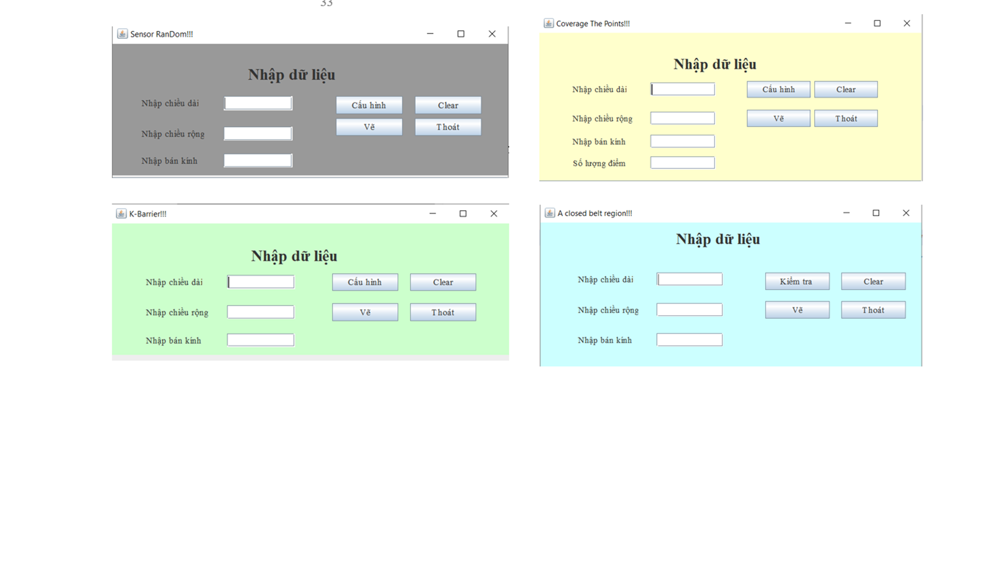 33
Sensor RanDom!!!
Nhập dữ liệu
Nhập chiều dài
Cấu hình
Clear
Nhập chiều rộng
Vẽ
Thoát
Nhập bán kính
Coverage The Points!!!
Nhập dữ liệu
Nhập chiều dài
Cấu hình
Clear
Nhập chiều rộng
Vẽ
Thoát
Nhập bán kính
Số lượng điểm
K-Barrier!!!
Nhập dữ liệu
Nhập chiều dài
Cấu hình
Clear
Nhập chiều rộng
Vẽ
Thoát
Nhập bán kính
A closed belt region!!!
Nhập dữ liệu
Nhập chiều dài
Kiểm tra
Clear
Nhập chiều rộng
Vẽ
Thoát
Nhập bán kính